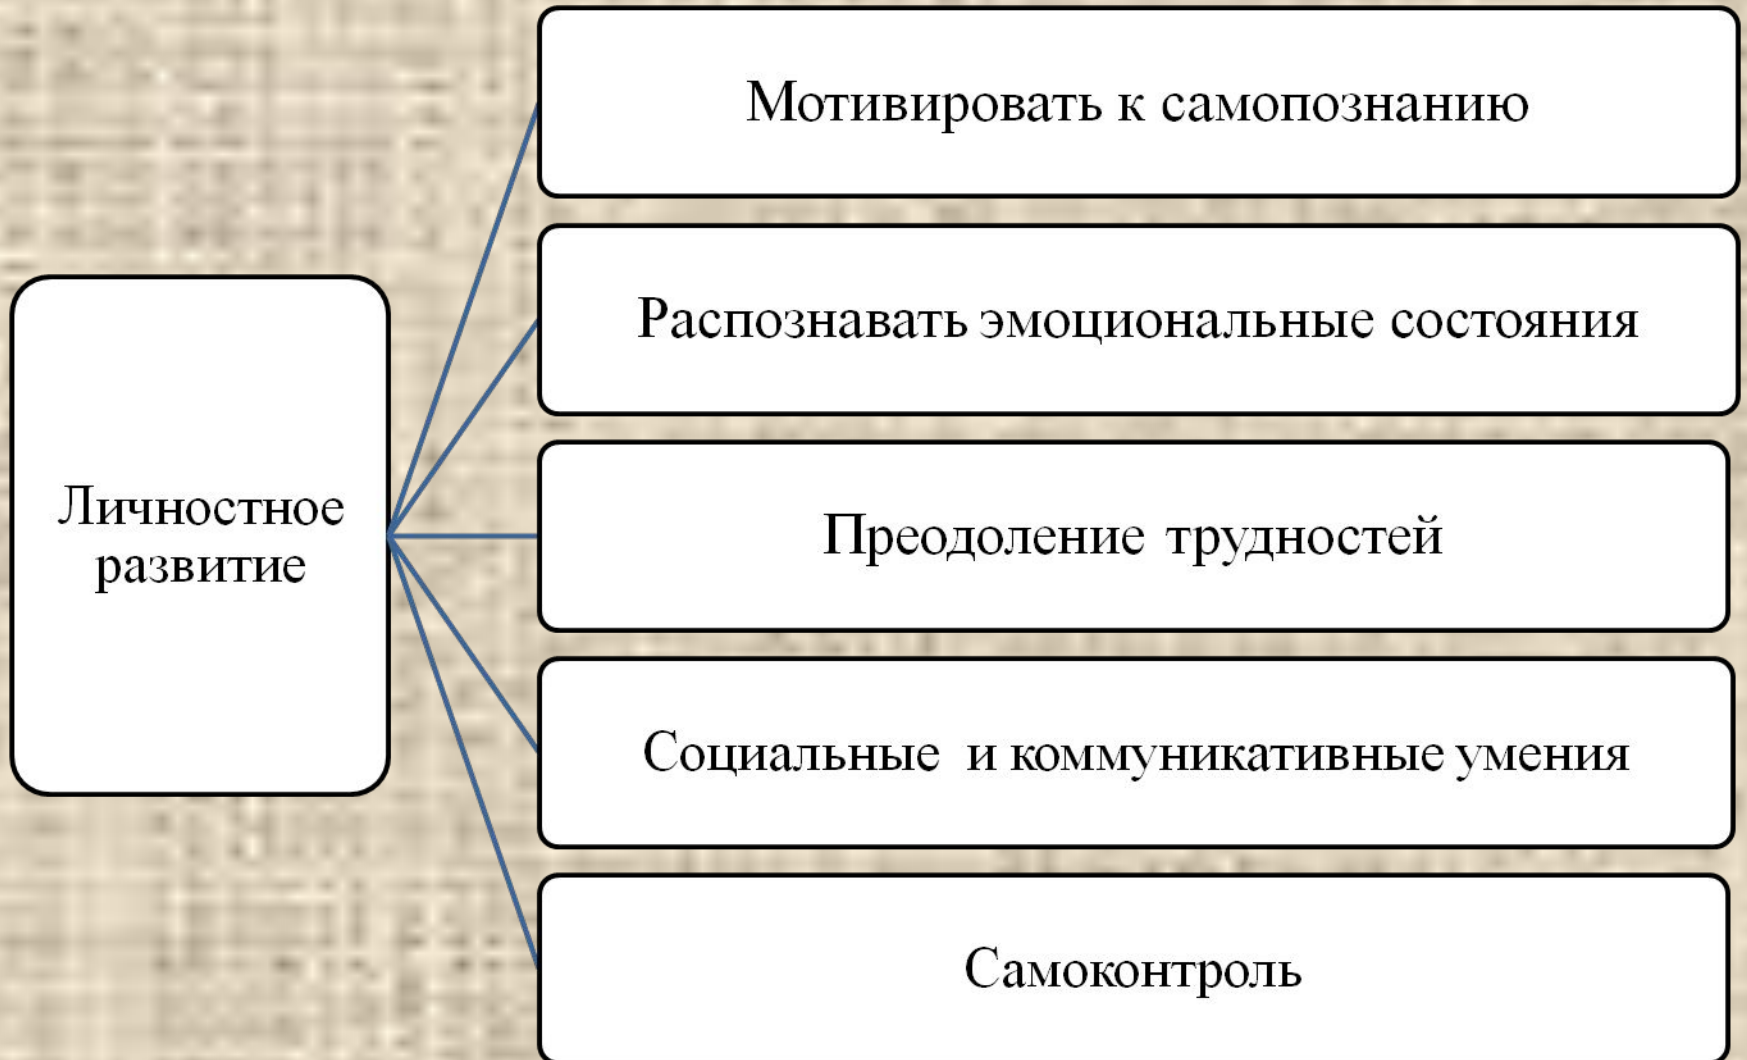 Личностное
развитие
Мотивировать к самопознанию
Распознавать эмоциональные состояния
Преодоление трудностей
Социальные и коммуникативные умения
Самоконтроль